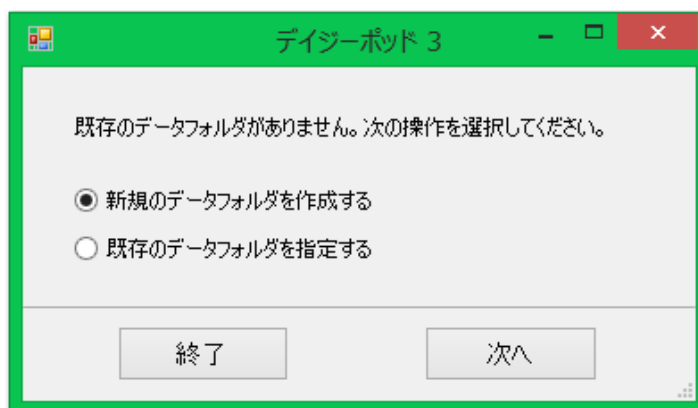 デイジーポッド 3
既存のデータフォルダがありません。次の操作を選択してください。
新規のデータフォルダを作成する
既存のデータフォルダを指定する
終了
次へ